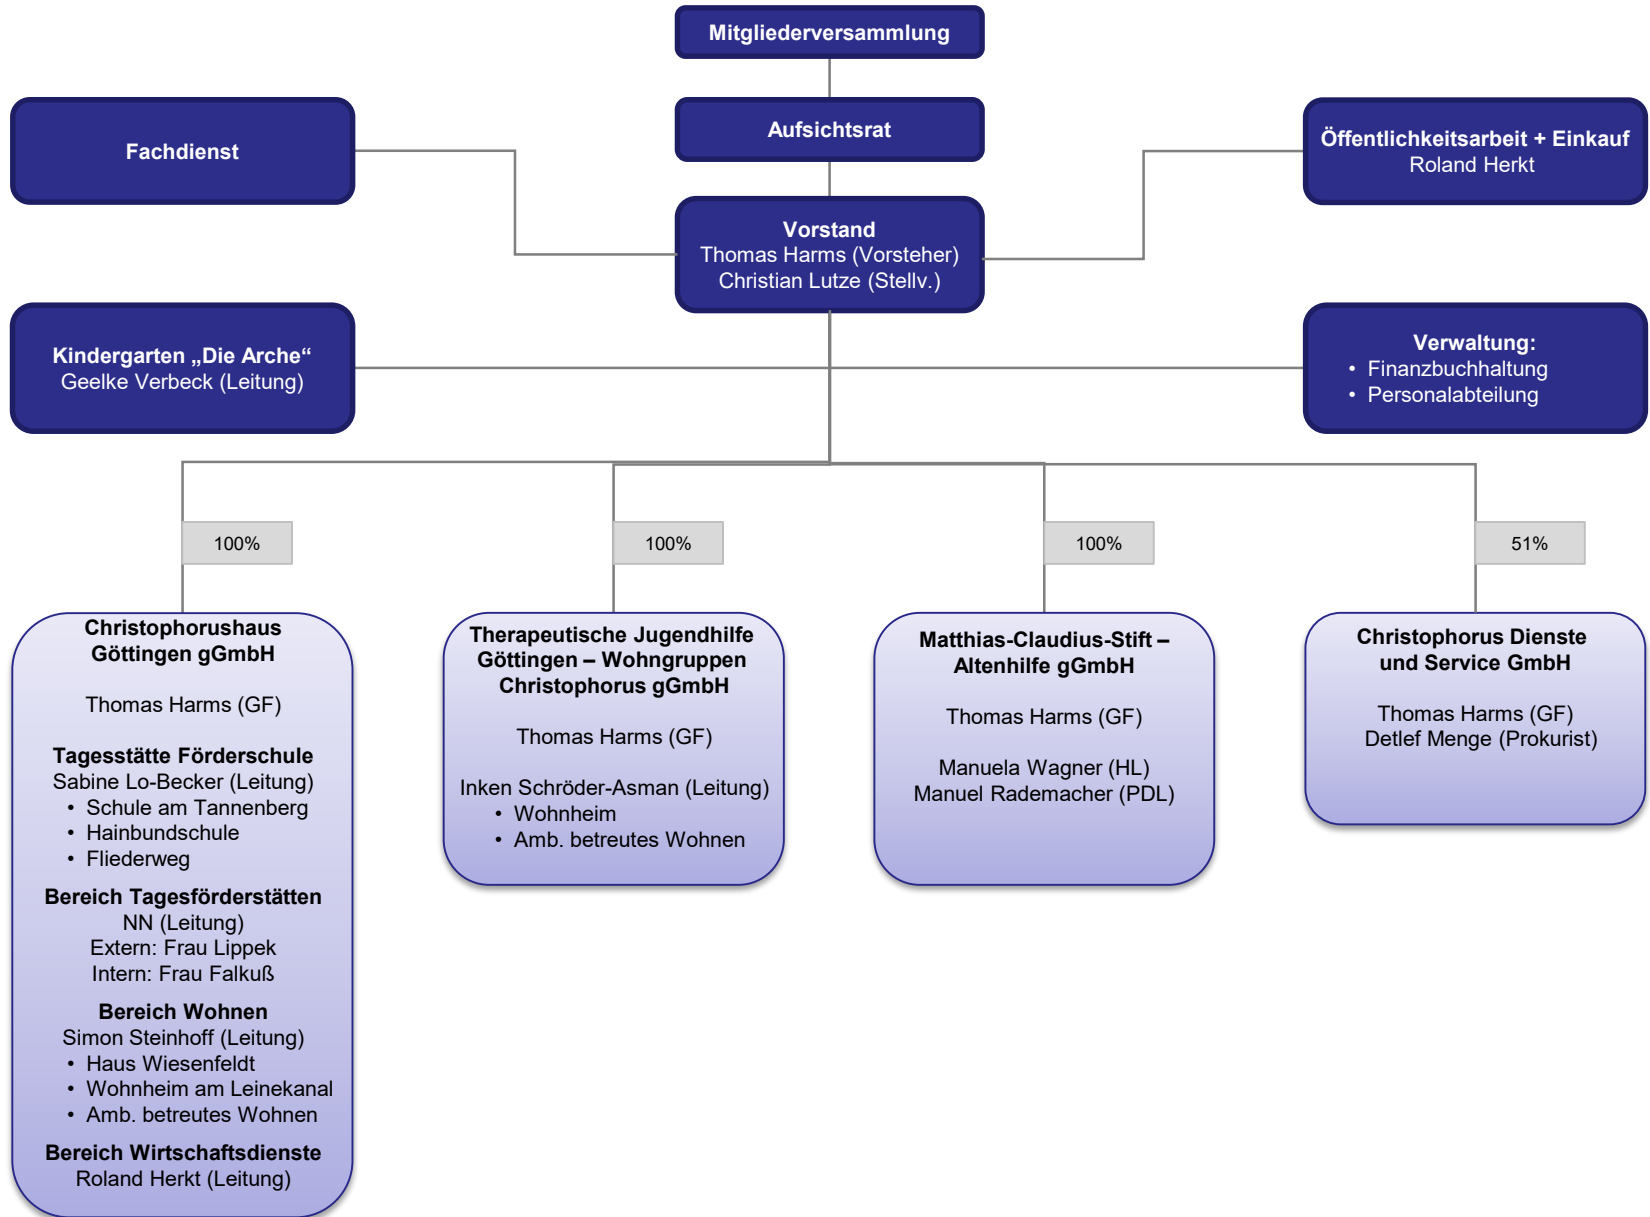 Mitgliederversammlung
Aufsichtsrat
Fachdienst
Öffentlichkeitsarbeit + Einkauf
Roland Herkt
Vorstand
Thomas Harms (Vorsteher)
Christian Lutze (Stellv.)
Kindergarten „Die Arche“
Geelke Verbeck (Leitung)
Verwaltung:
• Finanzbuchhaltung
• Personalabteilung
100%
100%
100%
51%
Christophorushaus
Göttingen gGmbH
Thomas Harms (GF)
Tagesstätte Förderschule
Sabine Lo-Becker (Leitung)
• Schule am Tannenberg
• Hainbundschule
• Fliederweg
Bereich Tagesförderstätten
NN (Leitung)
Extern: Frau Lippek
Intern: Frau Falkuß
Bereich Wohnen
Simon Steinhoff (Leitung)
• Haus Wiesenfeldt
• Wohnheim am Leinekanal
• Amb. betreutes Wohnen
Bereich Wirtschaftsdienste
Roland Herkt (Leitung)
Therapeutische Jugendhilfe
Göttingen – Wohngruppen
Christophorus gGmbH
Thomas Harms (GF)
Inken Schröder-Asman (Leitung)
• Wohnheim
• Amb. betreutes Wohnen
Matthias-Claudius-Stift –
Altenhilfe gGmbH
Thomas Harms (GF)
Manuela Wagner (HL)
Manuel Rademacher (PDL)
Christophorus Dienste
und Service GmbH
Thomas Harms (GF)
Detlef Menge (Prokurist)